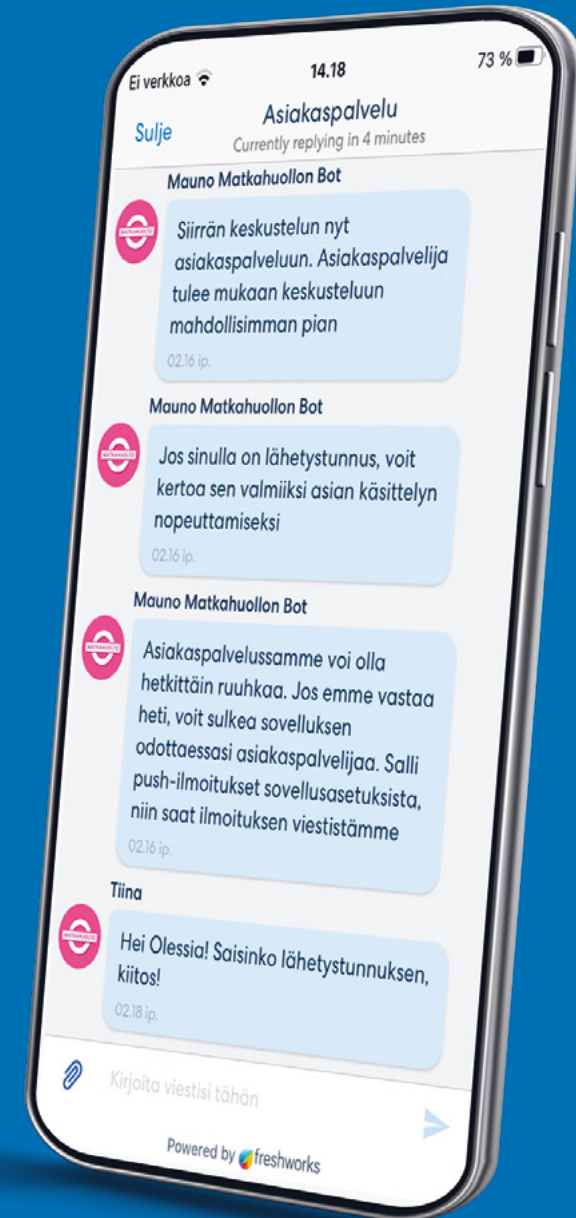 Ei verkkoa
14.18
73 %
Sulje
Asiakaspalvelu
Currently replying in 4 minutes
Mauno Matkahuollon Bot
MATKAHUOLTO
Siirrän keskustelun nyt
asiakaspalveluun. Asiakaspalvelija
tulee mukaan keskusteluun
mahdollisimman pian
02.16 ip.
Mauno Matkahuollon Bot
MATKAHUOLTO
Jos sinulla on lähetystunnus, voit
kertoa sen valmiiksi asian käsittelyn
nopeuttamiseksi
02.16 ip.
Mauno Matkahuollon Bot
MATKAHUOLTO
Asiakaspalvelussamme voi olla
hetkittäin ruuhkaa. Jos emme vastaa
heti, voit sulkea sovelluksen
odottaessasi asiakaspalvelijaa. Salli
push-ilmoitukset sovellusasetuksista,
niin saat ilmoituksen viestistämme
02.16 ip.
Tiina
MATKAHUOLTO
Hei Olessia! Saisinko lähetystunnuksen,
kiitos!
02.18 ip.
Kirjoita viestisi tähän
Powered by freshworks